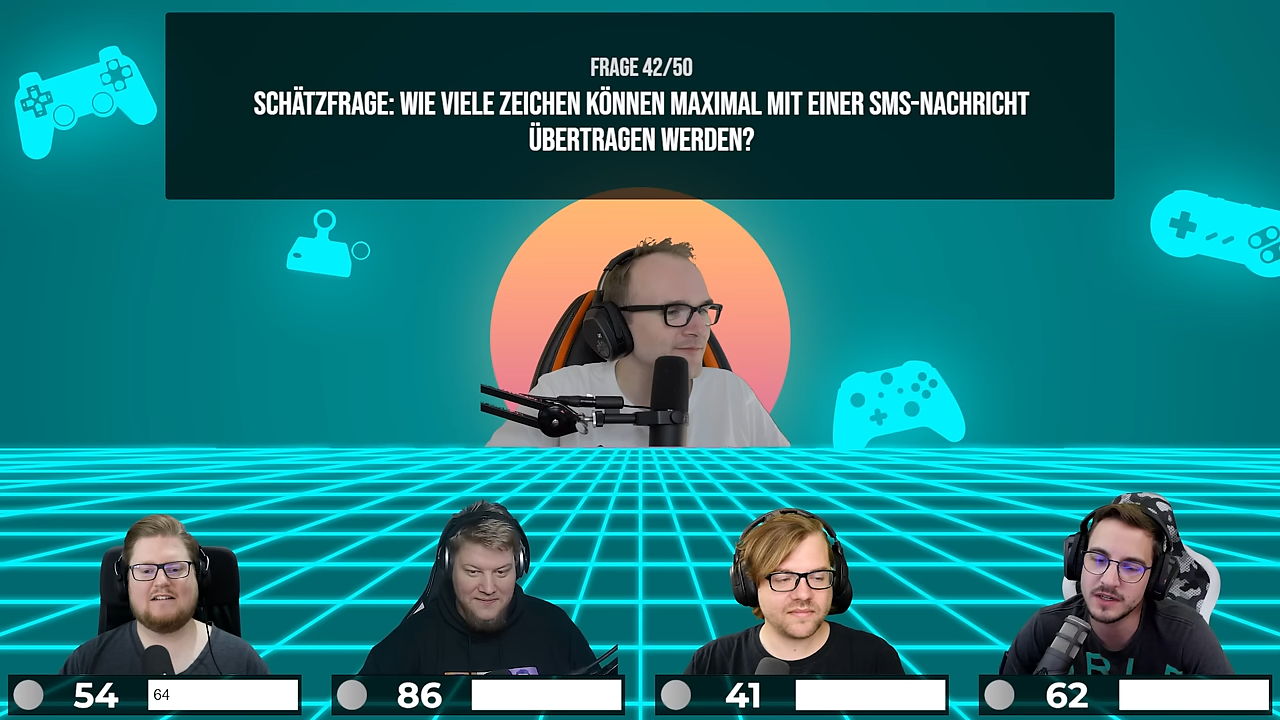 FRAGE 42/50
SCHÄTZFRAGE: WIE VIELE ZEICHEN KÖNNEN MAXIMAL MIT EINER SMS-NACHRICHT
ÜBERTRAGEN WERDEN?
54 64 86 41 62